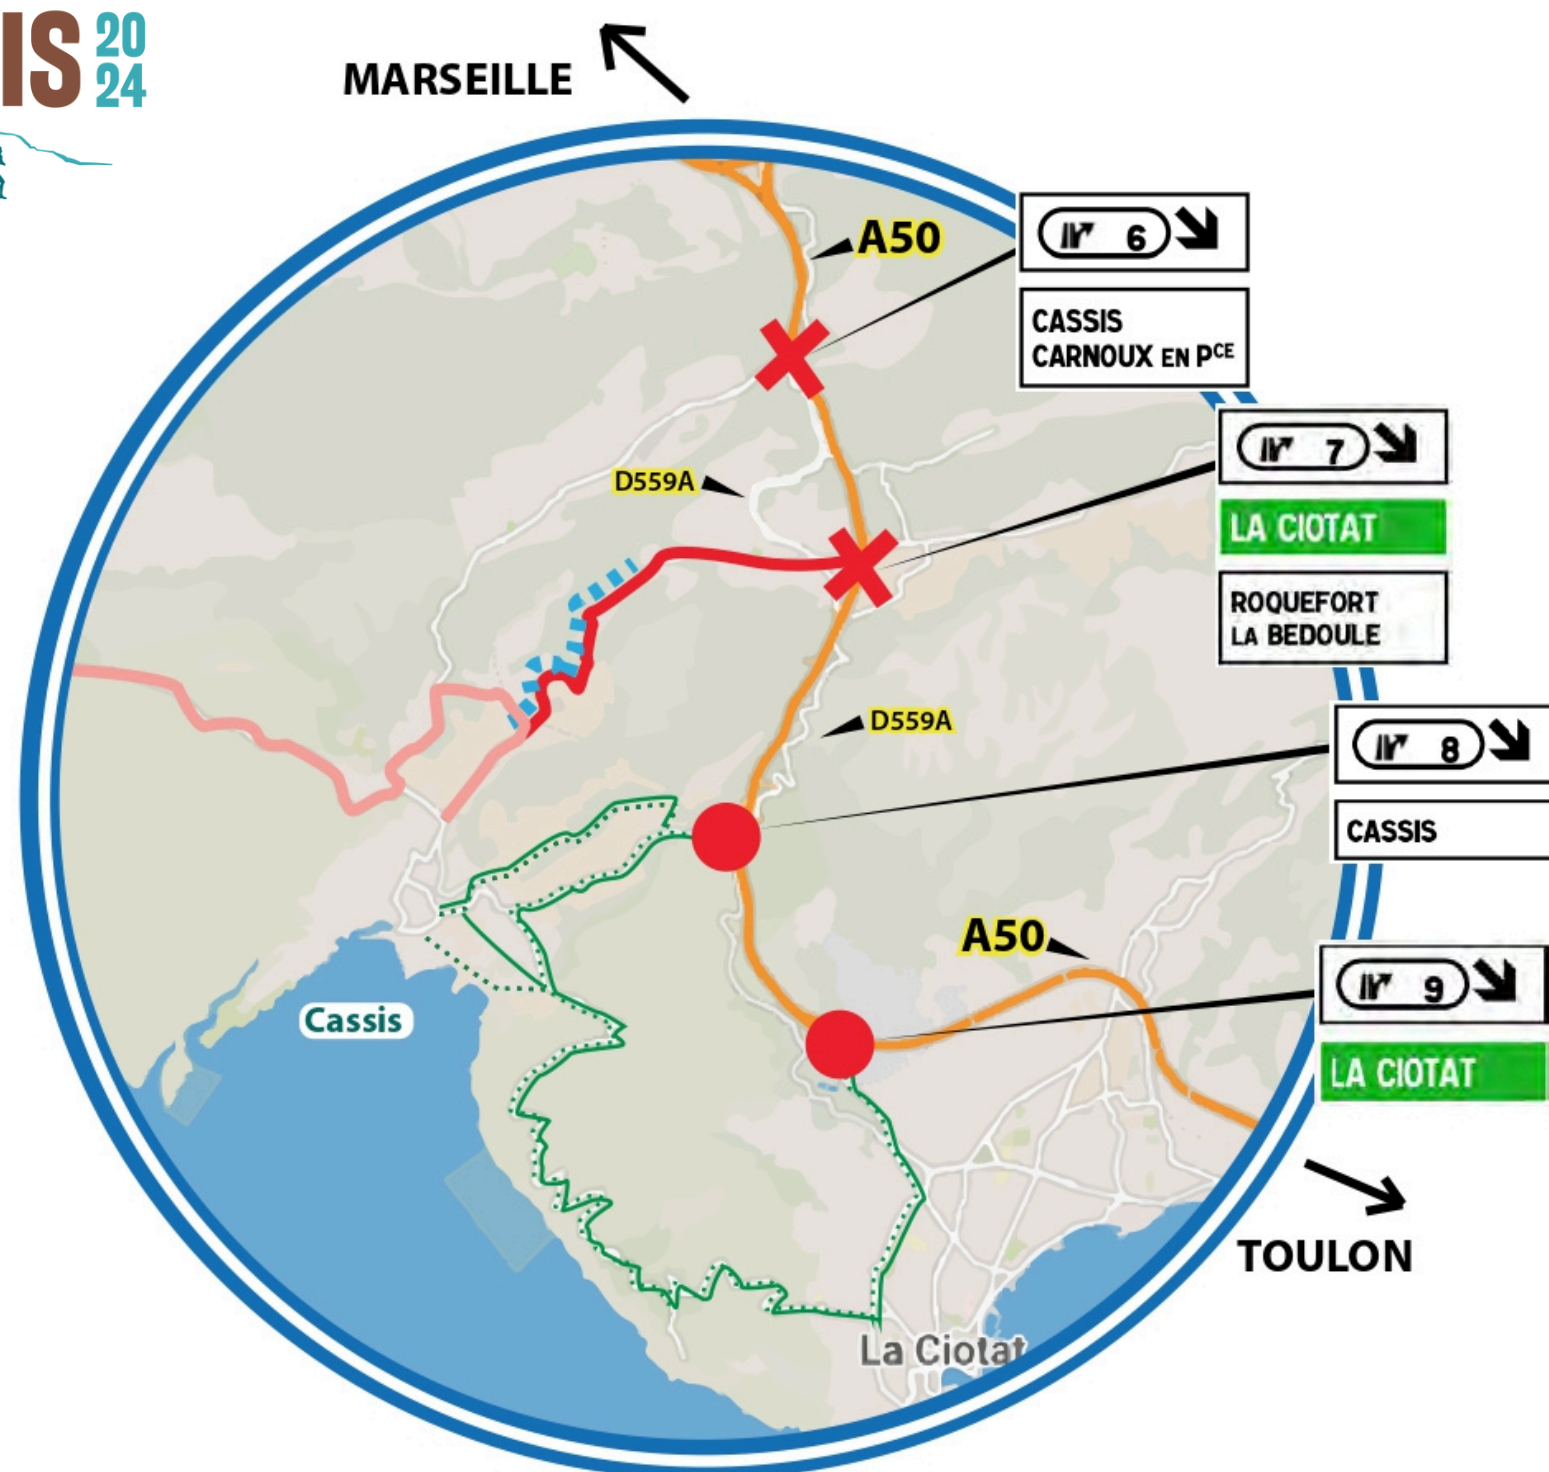 IS 20
24
MARSEILLE
A50
6
CASSIS
CARNOUX EN PCE
7
LA CIOTAT
ROQUEFORT
LA BEDOULE
D559A
D559A
8
CASSIS
A50
9
LA CIOTAT
Cassis
TOULON
La Ciotat